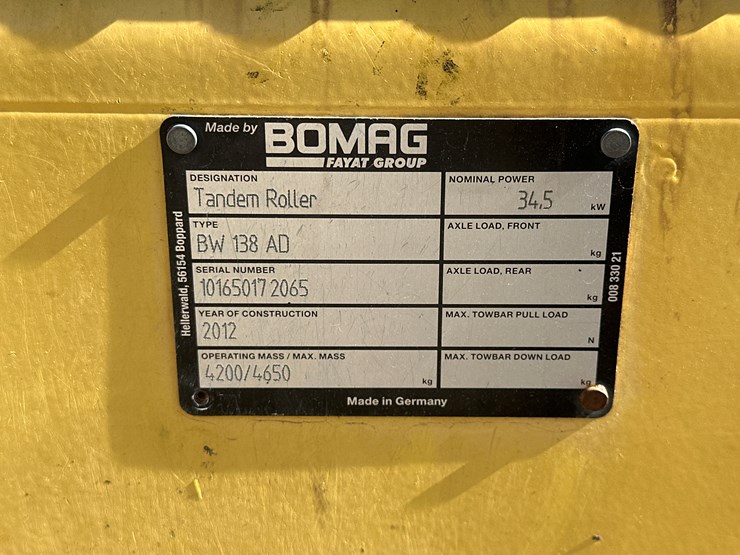 Made by BOMAG
FAYAT GROUP
DESIGNATION
Tandem Roller
NOMINAL POWER
34,5 kW
TYPE
BW 138 AD
AXLE LOAD, FRONT
kg
SERIAL NUMBER
101650172065
AXLE LOAD, REAR
kg
YEAR OF CONSTRUCTION
2012
MAX. TOWBAR PULL LOAD
N
OPERATING MASS / MAX. MASS
4200/4650 kg
MAX. TOWBAR DOWN LOAD
kg
Made in Germany
Hellerwald, 56154 Boppard
008 330 21